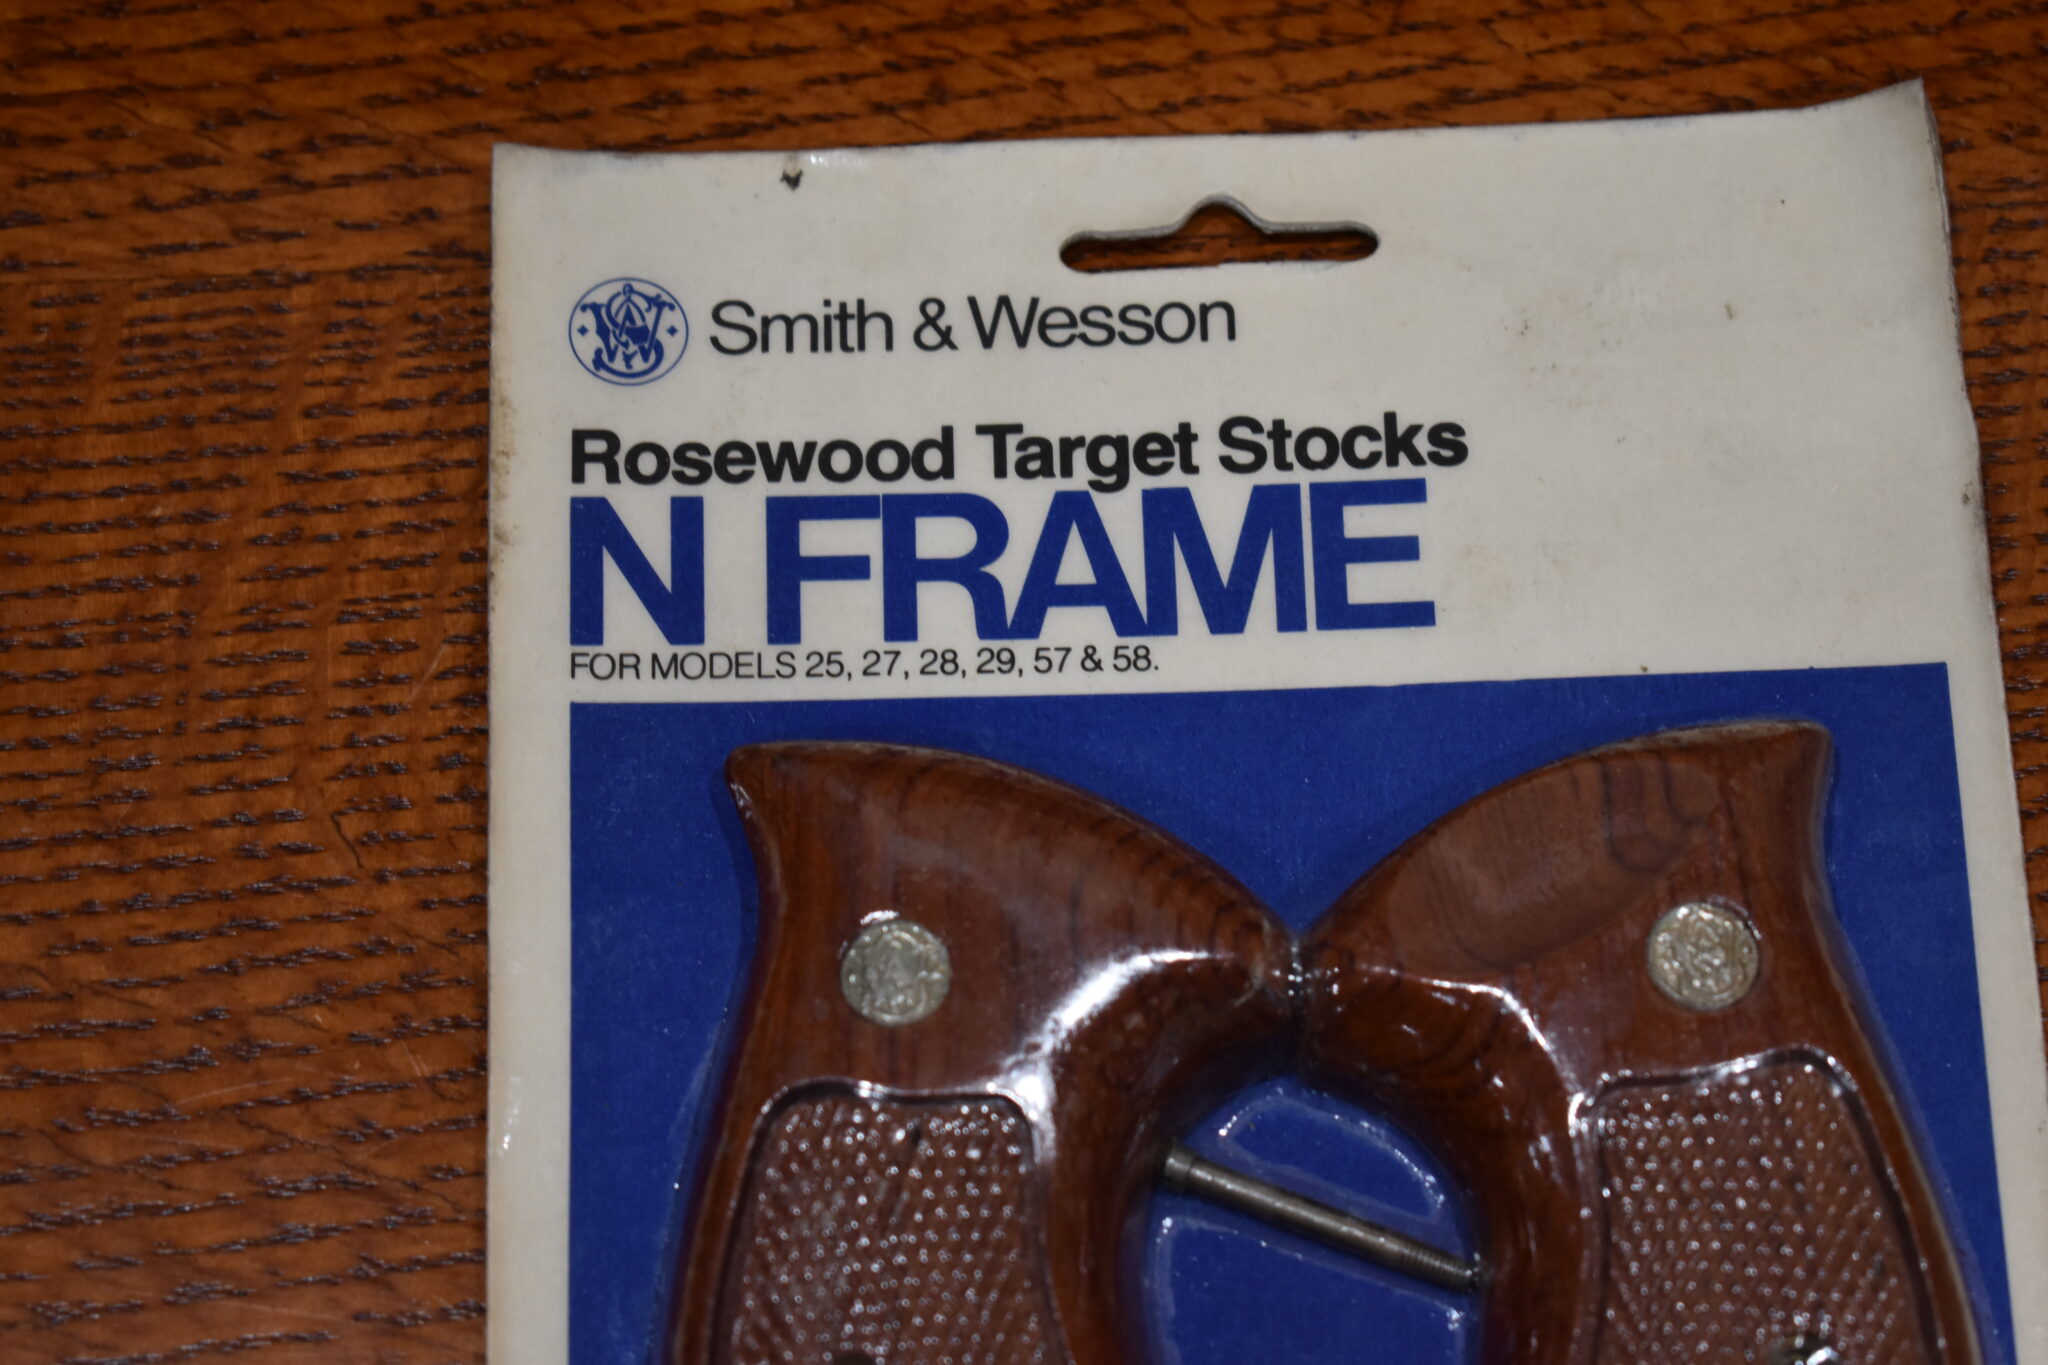 Smith & Wesson
Rosewood Target Stocks
N FRAME
FOR MODELS 25, 27, 28, 29, 57 & 58.